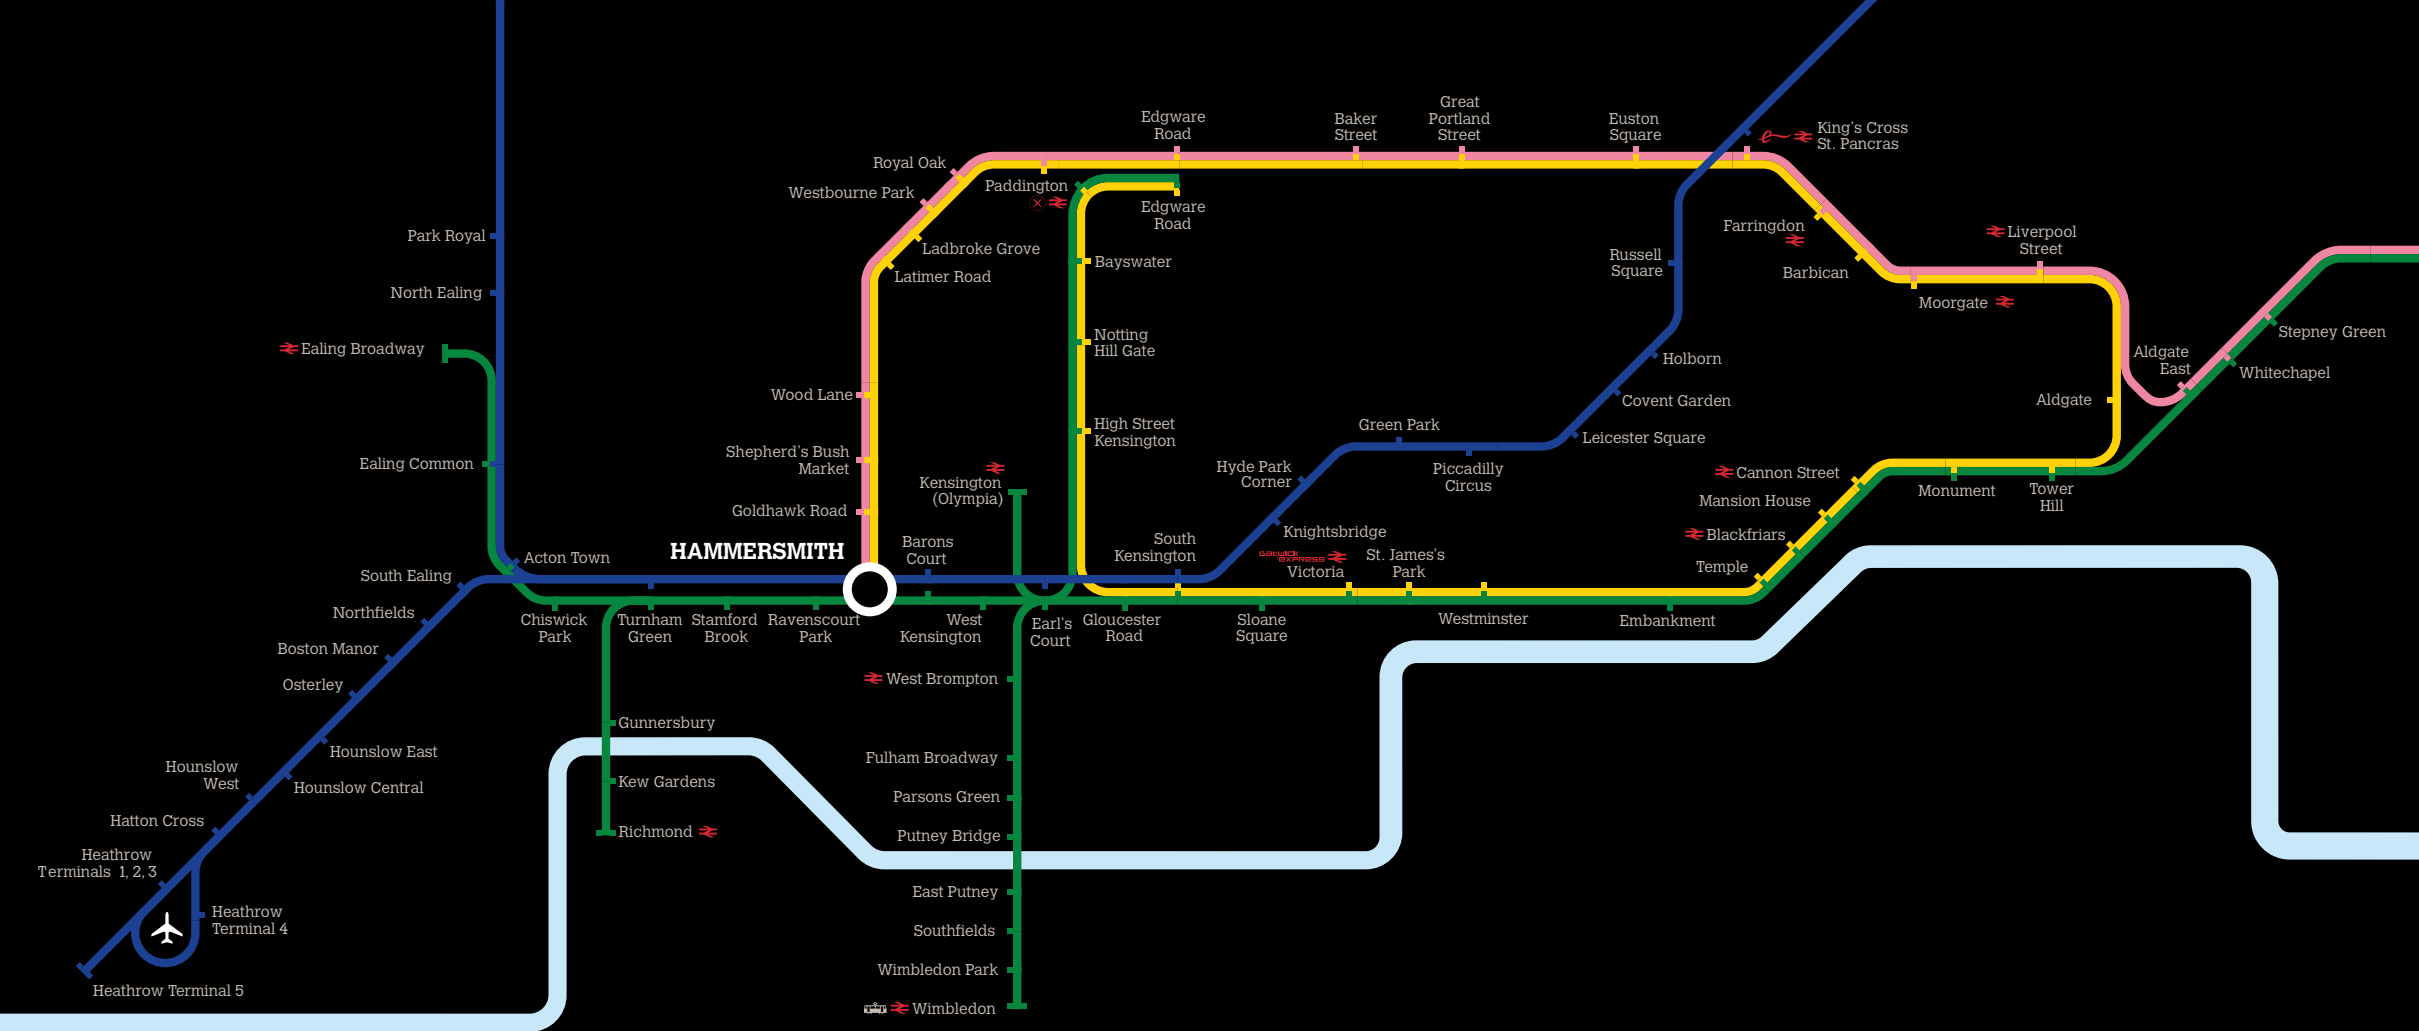 Great
Portland
Street
Edgware
Road
Baker
Street
Euston
Square
King's Cross
St. Pancras
Royal Oak
Westbourne Park
Paddington
Edgware
Road
Farringdon
Liverpool
Street
Park Royal
Ladbroke Grove
Latimer Road
Bayswater
Russell
Square
Barbican
Moorgate
North Ealing
Ealing Broadway
Notting
Hill Gate
Holborn
Stepney Green
Aldgate
East
Whitechapel
Wood Lane
Covent Garden
Aldgate
Shepherd's Bush
Market
High Street
Kensington
Green Park
Leicester Square
Ealing Common
Kensington
(Olympia)
Hyde Park
Corner
Piccadilly
Circus
Cannon Street
Mansion House
Monument
Tower
Hill
Goldhawk Road
Knightsbridge
Blackfriars
Acton Town
HAMMERSMITH
Barons
Court
South
Kensington
GATWICK
EXPRESS
Victoria
St. James's
Park
Temple
South Ealing
Northfields
Chiswick
Park
Turnham
Green
Stamford
Brook
Ravenscourt
Park
West
Kensington
Earl's
Court
Gloucester
Road
Sloane
Square
Westminster
Embankment
Boston Manor
Osterley
West Brompton
Gunnersbury
Hounslow East
Fulham Broadway
Hounslow
West
Hounslow Central
Kew Gardens
Parsons Green
Hatton Cross
Richmond
Putney Bridge
Heathrow
Terminals 1, 2, 3
East Putney
Heathrow
Terminal 4
Southfields
Wimbledon Park
Heathrow Terminal 5
Wimbledon